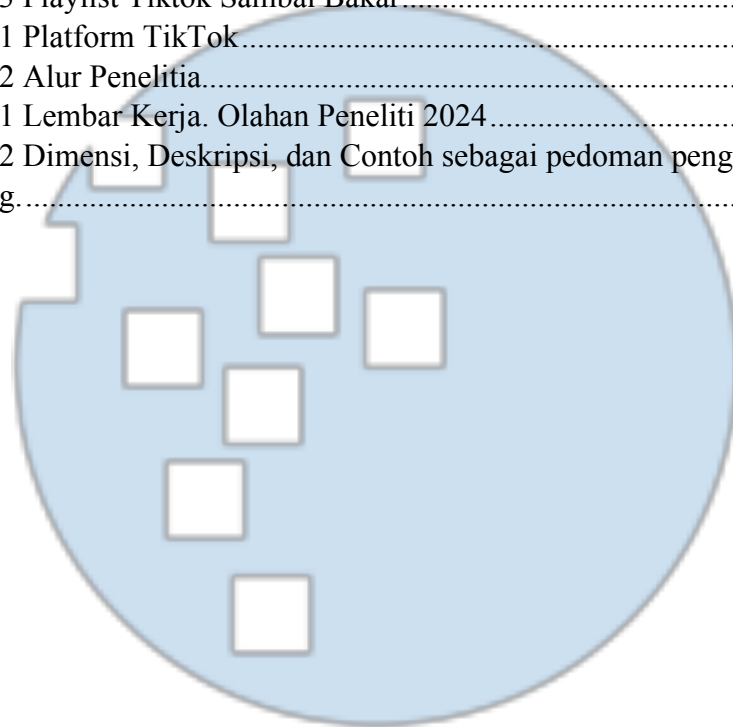 3 Playlist Tiktok Sambal Bakar......................................................
1 Platform TikTok......................................................................
2 Alur Penelitia...........................................................................
1 Lembar Kerja. Olahan Peneliti 2024....................................
2 Dimensi, Deskripsi, dan Contoh sebagai pedoman peng
g................................................................................................